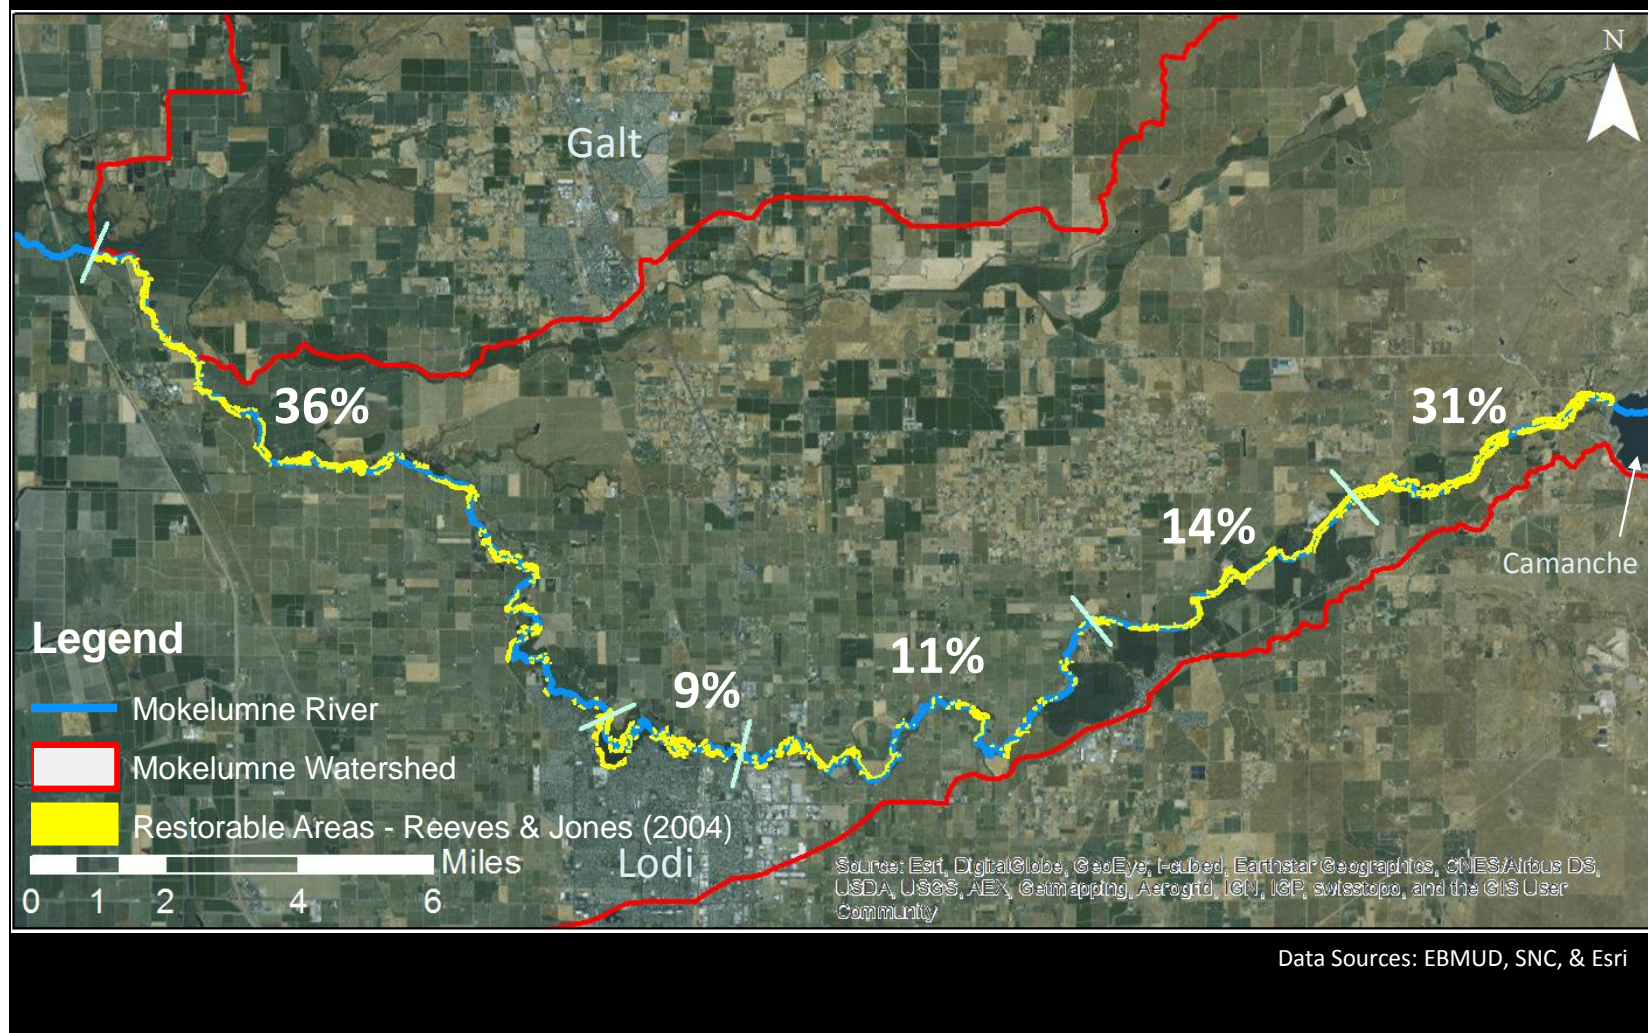 N
Galt
36%
31%
14%
Camanche
11%
9%
Legend
Mokelumne River
Mokelumne Watershed
Restorable Areas - Reeves & Jones (2004)
Miles
0 1 2 4 6
Lodi
Source: Esri, DigitalGlobe, GeoEye, i-cubed, Earthstar Geographics, CNES/Airbus DS,
USDA, USGS, AEX, Getmapping, Aerogrid, IGN, IGP, swisstopo, and the GIS User
Community
Data Sources: EBMUD, SNC, & Esri